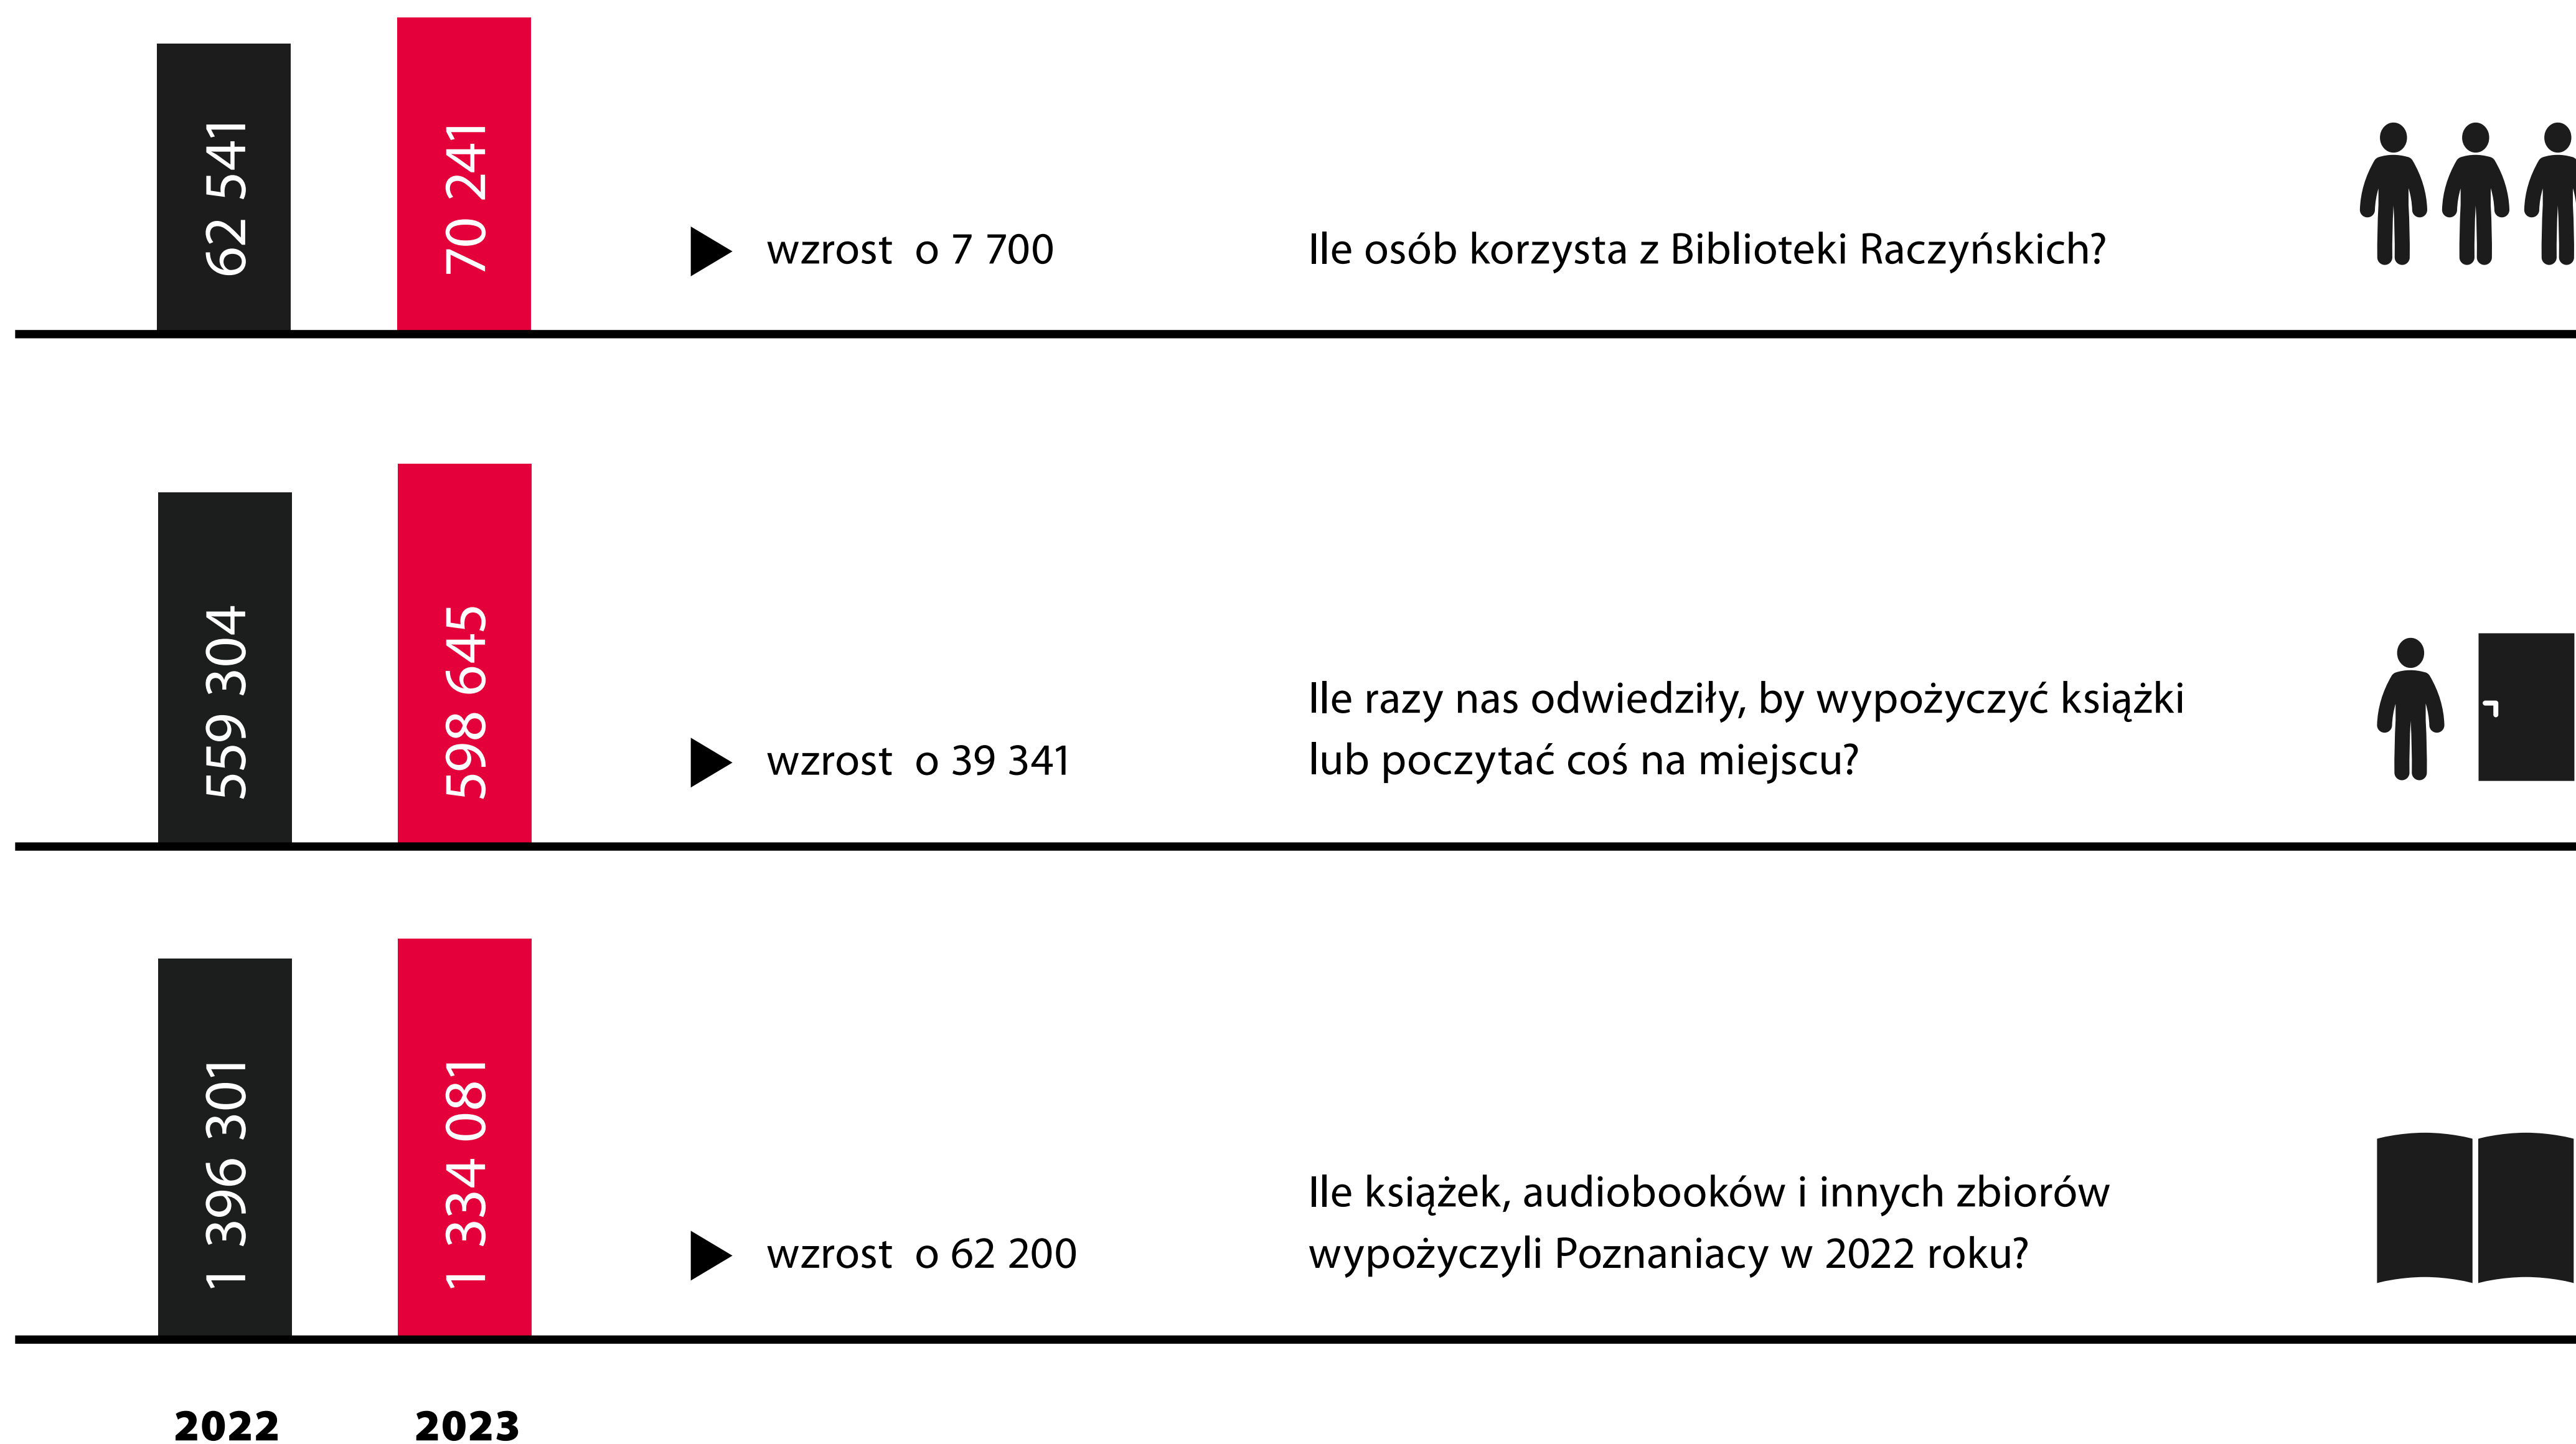 62 541
70 241
wzrost o 7 700
Ile osób korzysta z Biblioteki Raczyńskich?
559 304
598 645
wzrost o 39 341
Ile razy nas odwiedziły, by wypożyczyć książki
lub poczytać coś na miejscu?
1 396 301
1 334 081
wzrost o 62 200
Ile książek, audiobooków i innych zbiorów
wypożyczyli Poznaniacy w 2022 roku?
2022
2023